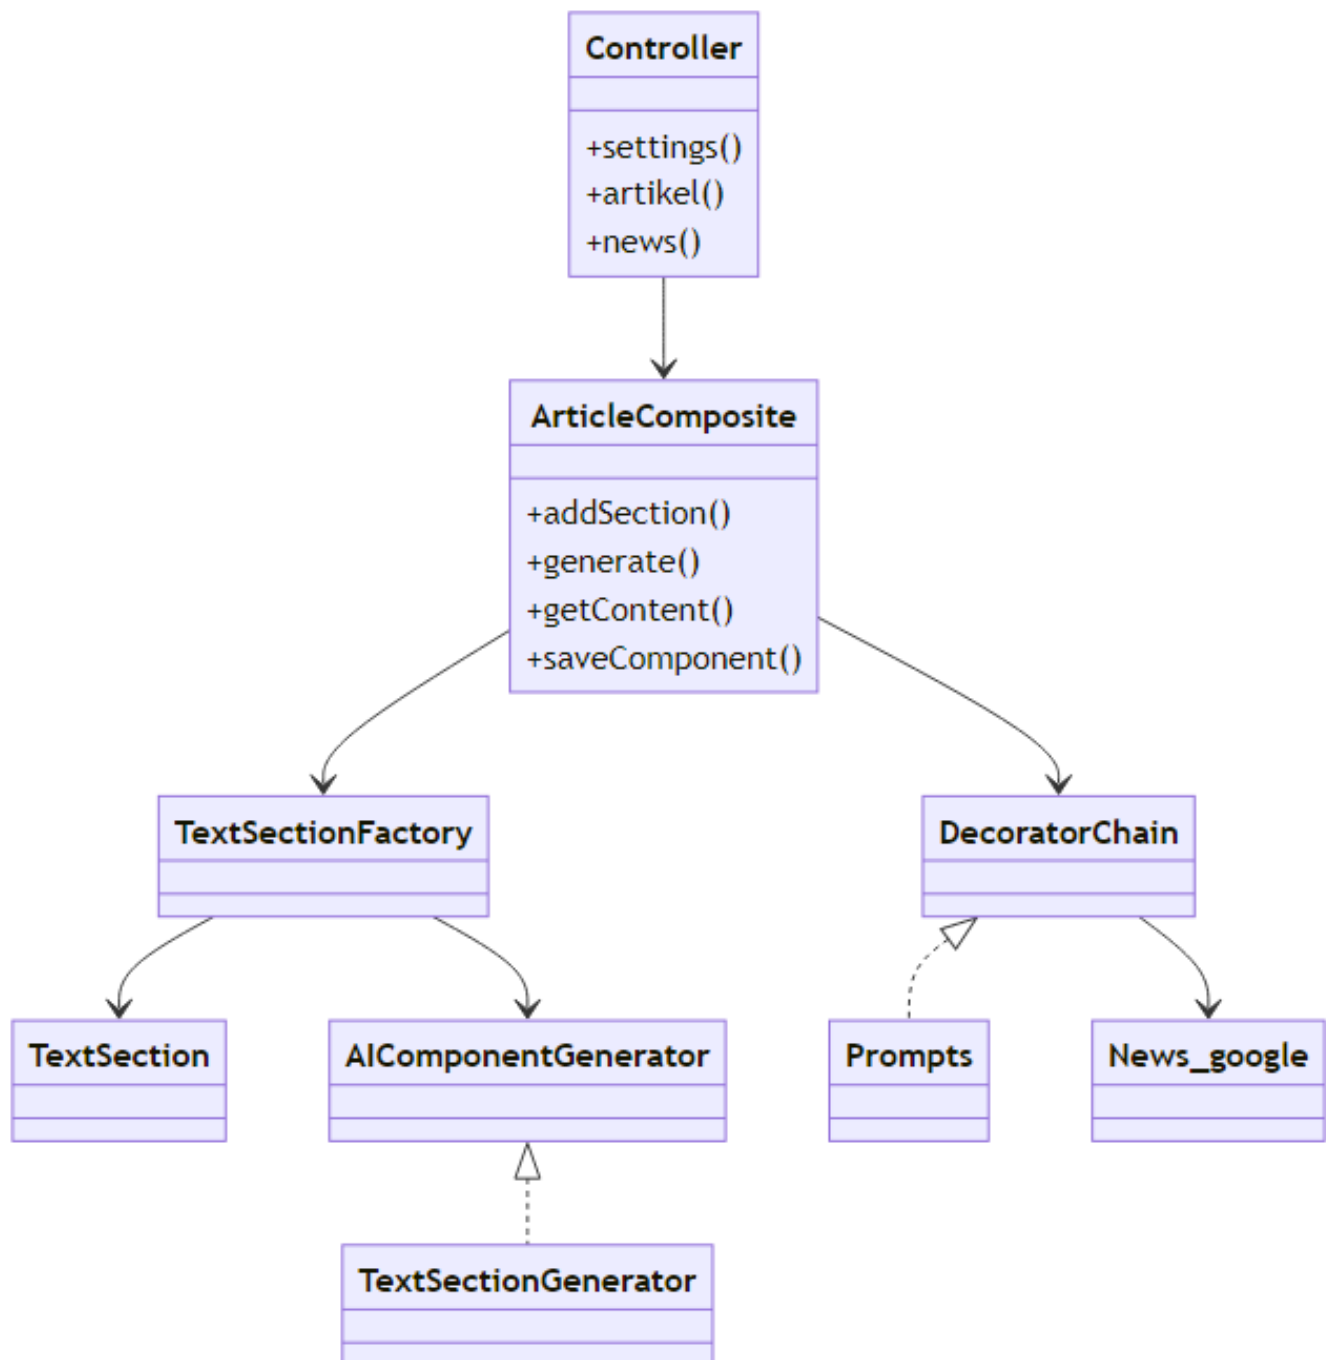 Controller
+settings()
+artikel()
+news()
ArticleComposite
+addSection()
+generate()
+getContent()
+saveComponent()
TextSectionFactory
DecoratorChain
TextSection
AIComponentGenerator
Prompts
News_google
TextSectionGenerator